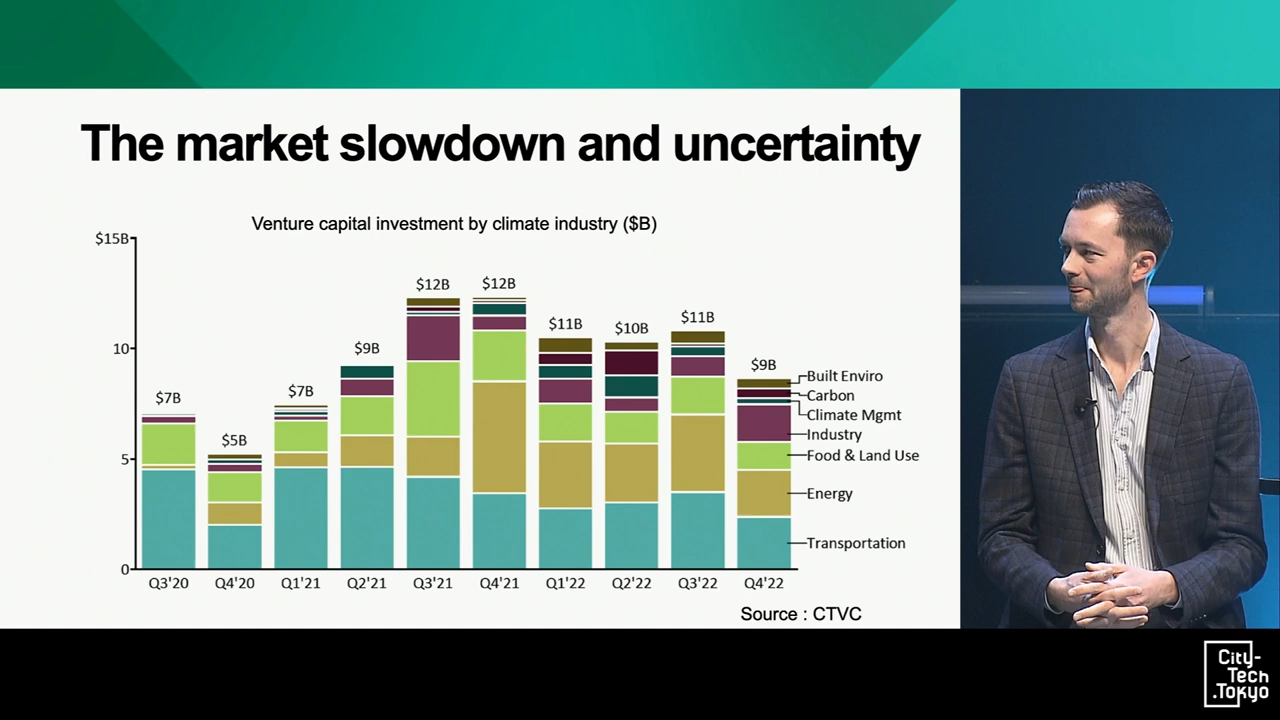 The market slowdown and uncertainty
Venture capital investment by climate industry ($B)
$15B
10
5
0
$7B
$5B
$7B
$9B
$12B
$12B
$11B
$10B
$11B
$9B
Built Enviro
Carbon
Climate Mgmt
Industry
Food & Land Use
Energy
Transportation
Q3'20 Q4'20 Q1'21 Q2'21 Q3'21 Q4'21 Q1'22 Q2'22 Q3'22 Q4'22
Source : CTVC
City-
Tech
.Tokyo